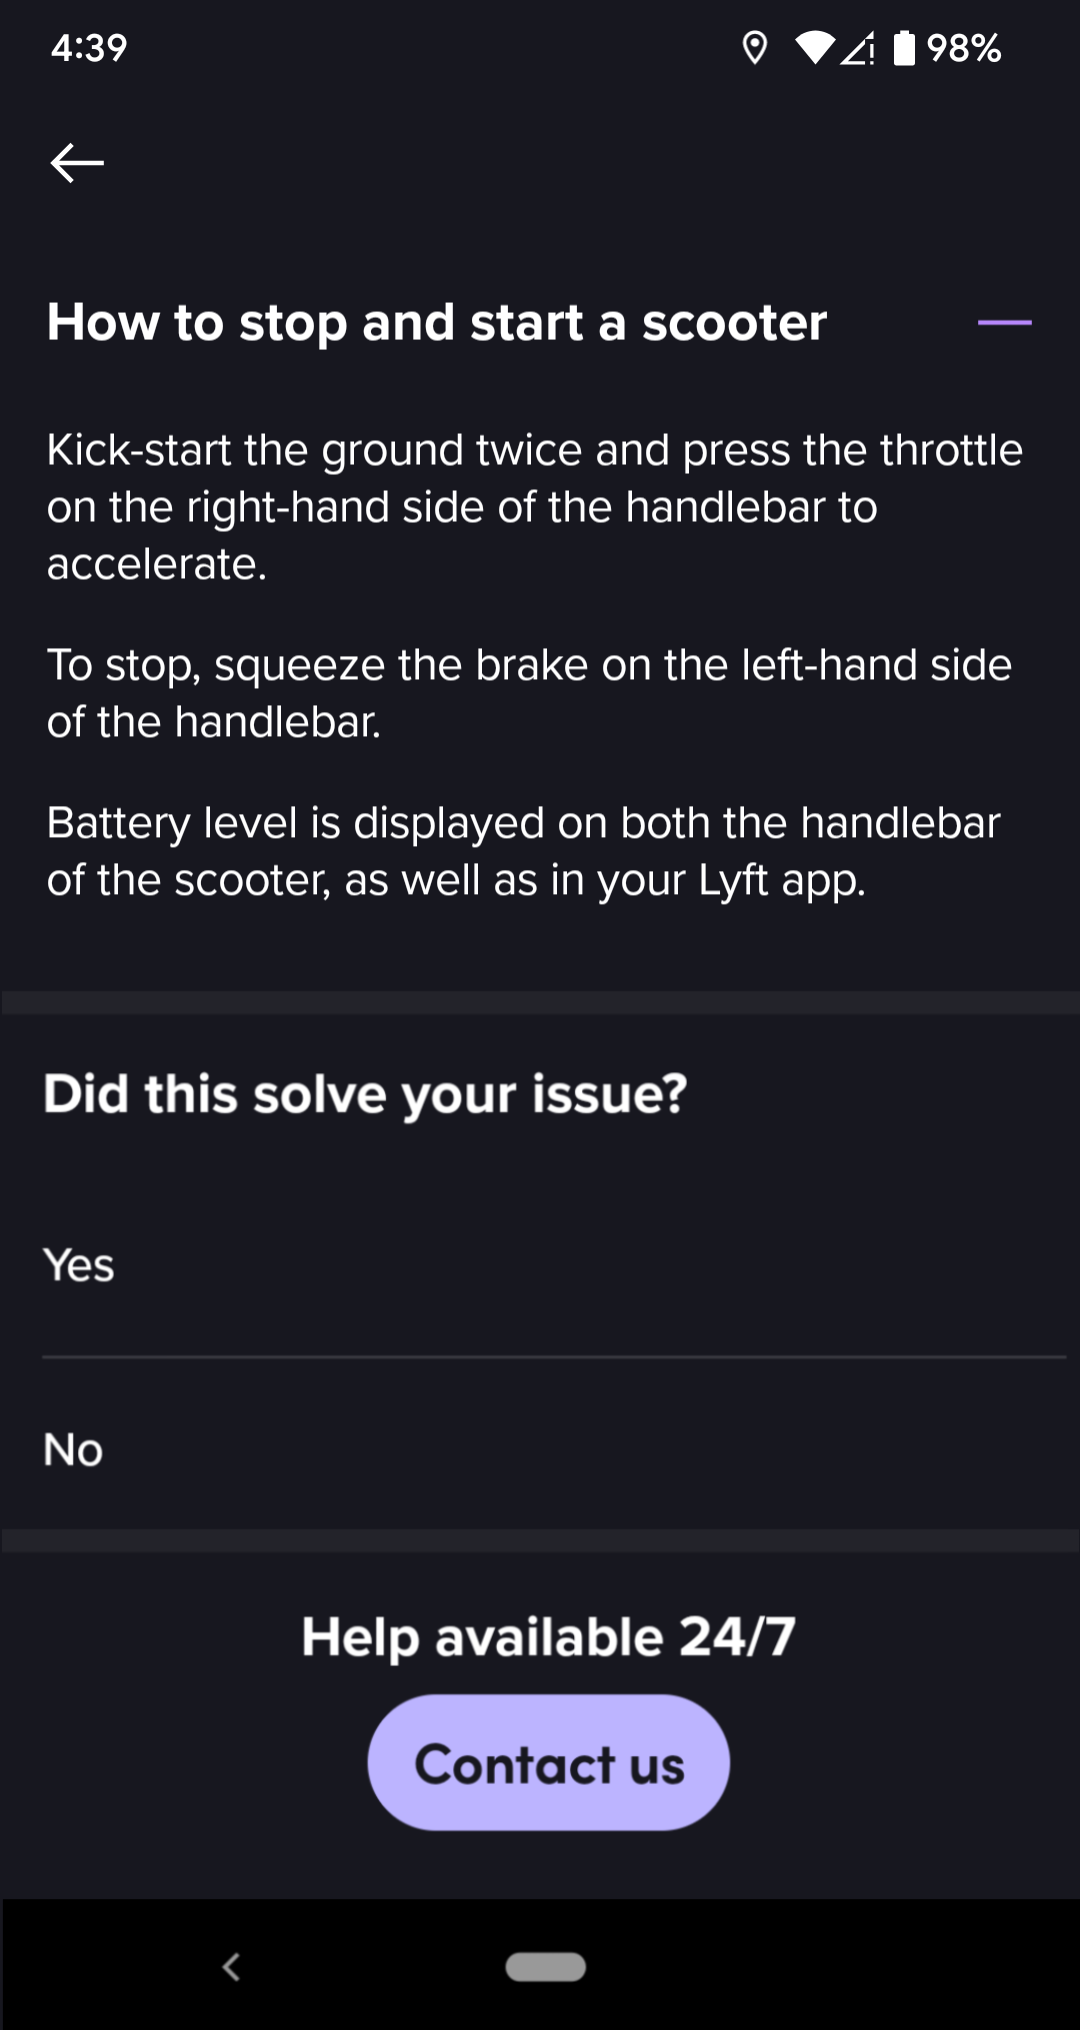 4:39
98%
How to stop and start a scooter
Kick-start the ground twice and press the throttle
on the right-hand side of the handlebar to
accelerate.
To stop, squeeze the brake on the left-hand side
of the handlebar.
Battery level is displayed on both the handlebar
of the scooter, as well as in your Lyft app.
Did this solve your issue?
Yes
No
Help available 24/7
Contact us